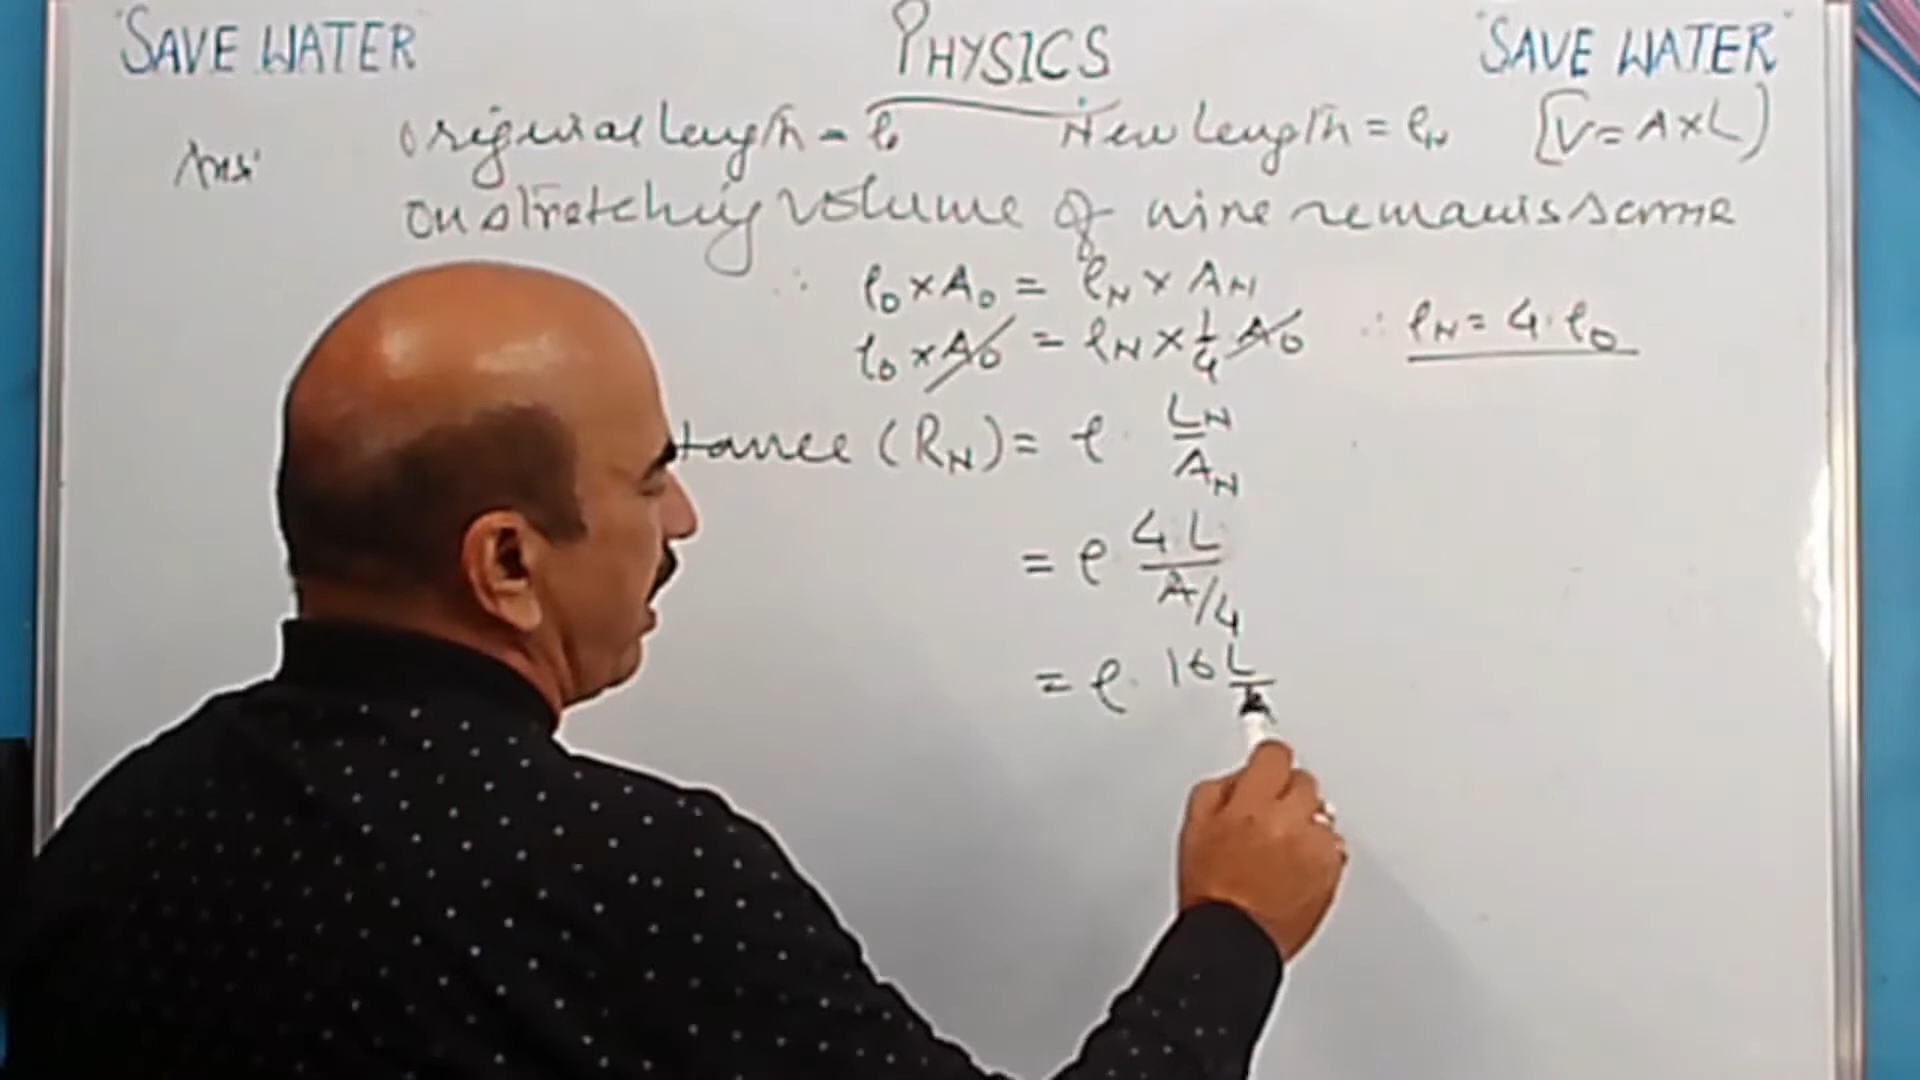 "SAVE WATER" PHYSICS "SAVE WATER"
Ans: Original Length = l₀ New Length = lN [V = A×L]
On stretching volume of wire remains same
∴ l₀ × A₀ = lN × AN
l₀ × A₀ = lN × 1/4 A₀ ∴ lN = 4·l₀
tance (RN) = ρ · LN/AN
= ρ 4L/A/4
= ρ · 16 L/A